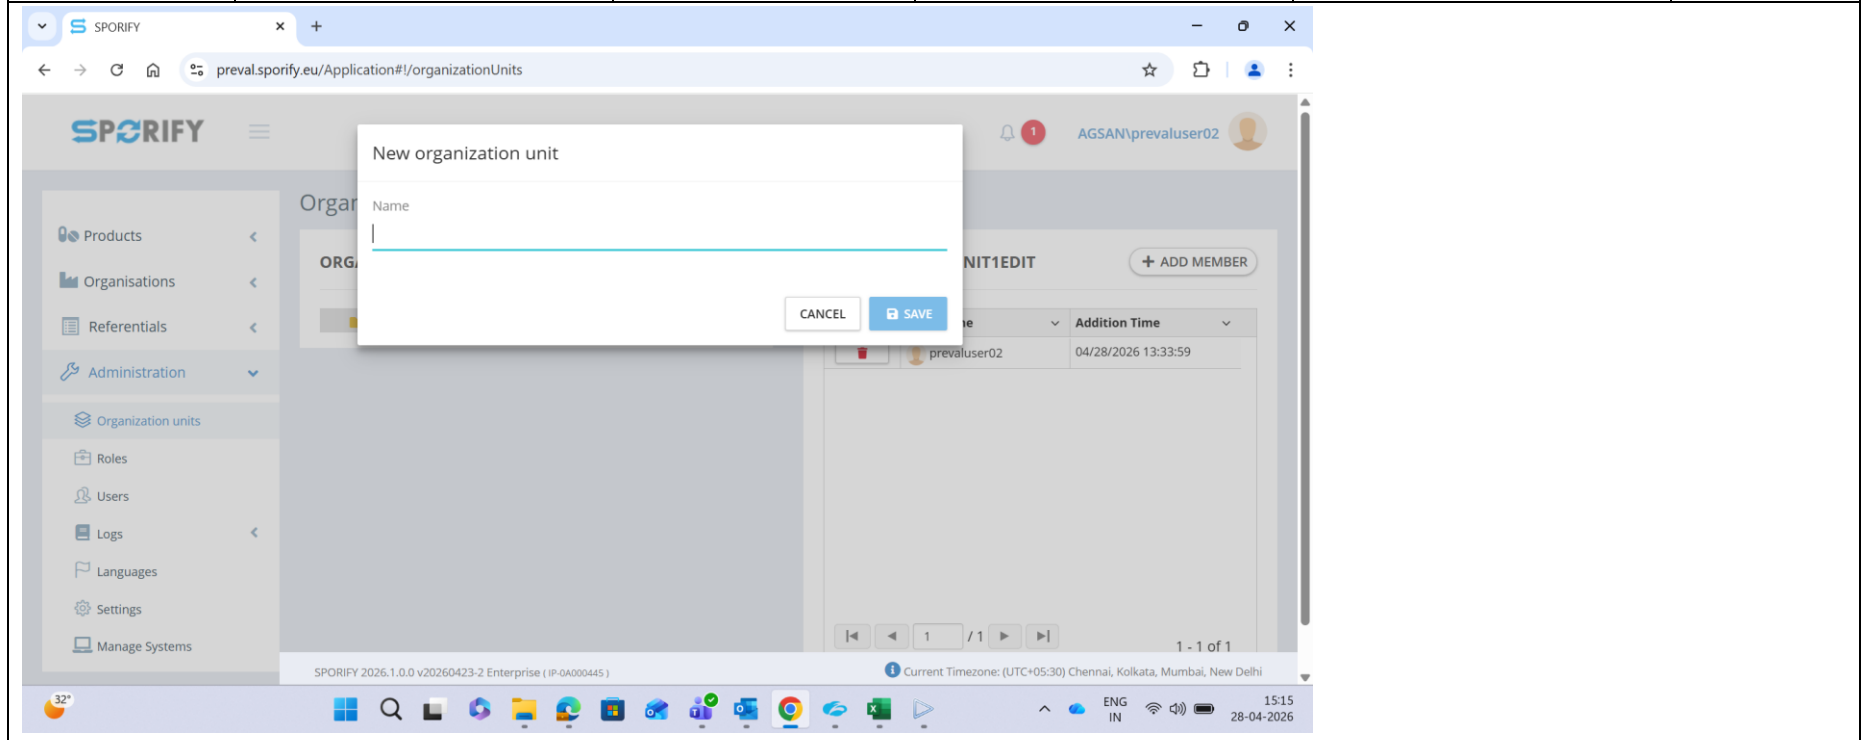 SPORIFY
preval.sporify.eu/Application#!/organizationUnits
SPORIFY
1
AGSAN\prevaluser02
New organization unit
Name
CANCEL
SAVE
Products
Organisations
Referentials
Administration
Organization units
Roles
Users
Logs
Languages
Settings
Manage Systems
Orgar
ORGA
NIT1EDIT
+ ADD MEMBER
Addition Time
prevaluser02
04/28/2026 13:33:59
1 / 1
1 - 1 of 1
SPORIFY 2026.1.0.0 v20260423-2 Enterprise ( IP-0A000445 )
Current Timezone: (UTC+05:30) Chennai, Kolkata, Mumbai, New Delhi
32°
ENG
IN
15:15
28-04-2026